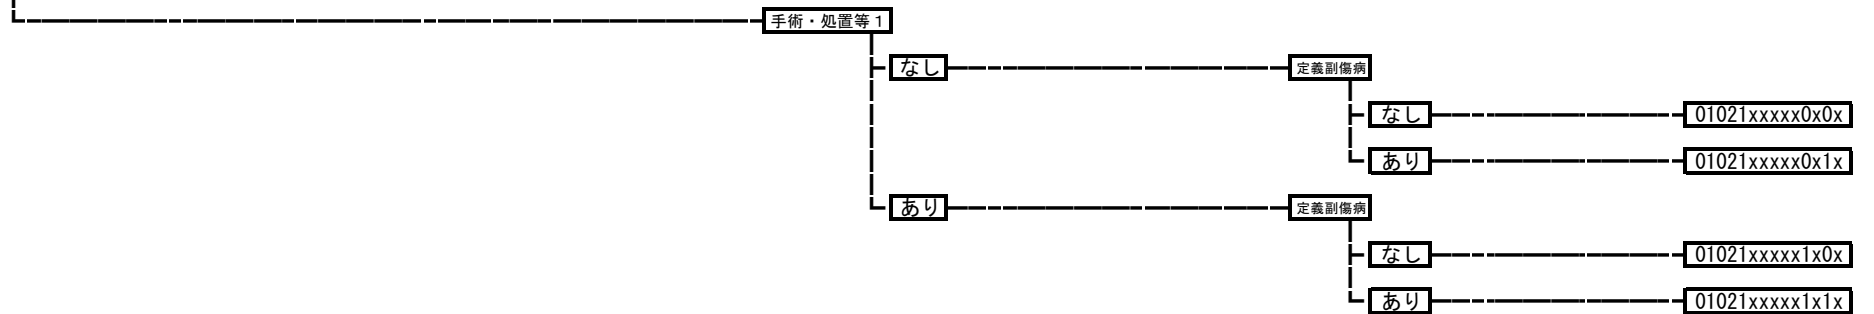 手術・処置等1
なし
定義副傷病
なし
01021xxxxx0x0x
あり
01021xxxxx0x1x
あり
定義副傷病
なし
01021xxxxx1x0x
あり
01021xxxxx1x1x